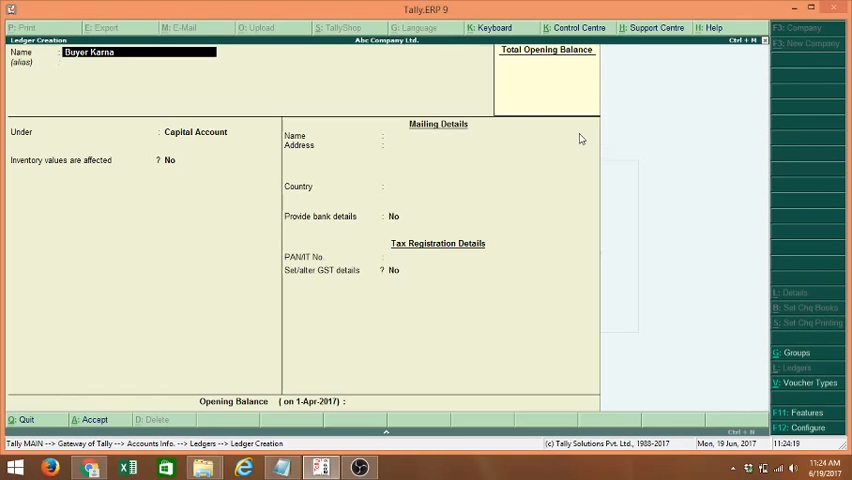 Tally.ERP 9
P: Print E: Export M: E-Mail O: Upload S: TallyShop G: Language K: Keyboard K: Control Centre H: Support Centre H: Help
F3: Company
F3: New Company
Ledger Creation Abc Company Ltd. Ctrl + M
Name : Buyer Karna
(alias) :
Total Opening Balance
Under : Capital Account
Inventory values are affected ? No
Mailing Details
Name :
Address :
Country :
Provide bank details : No
Tax Registration Details
PAN/IT No. :
Set/alter GST details ? No
L: Details
B: Set Chq Books
S: Set Chq Printing
G: Groups
L: Ledgers
V: Voucher Types
F11: Features
F12: Configure
Opening Balance ( on 1-Apr-2017) :
Q: Quit A: Accept D: Delete
Ctrl + N
Tally MAIN --> Gateway of Tally --> Accounts Info. --> Ledgers --> Ledger Creation (c) Tally Solutions Pvt. Ltd., 1988-2017 Mon, 19 Jun, 2017 11:24:19
11:24 AM
6/19/2017